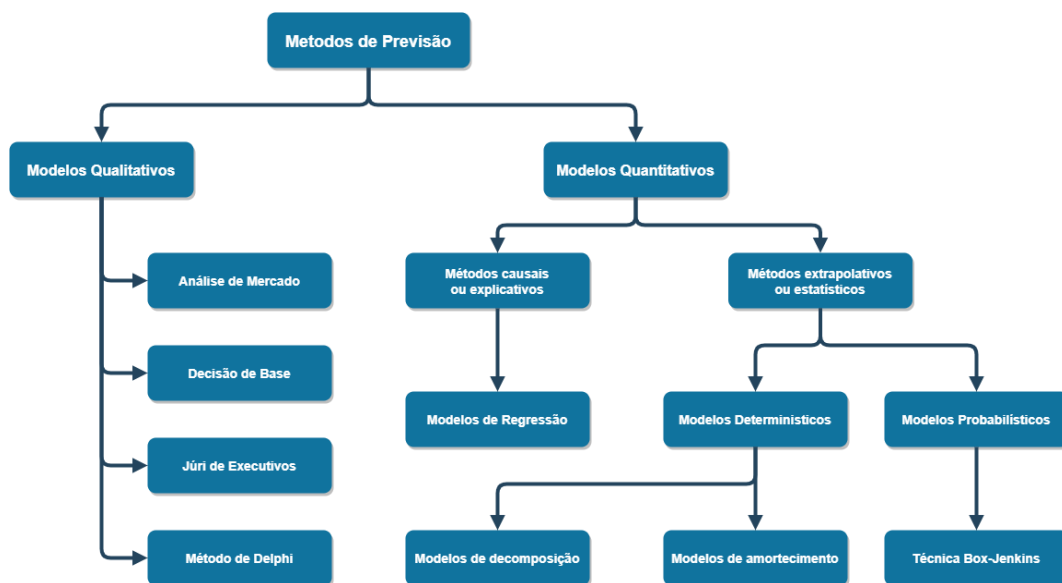 Metodos de Previsão
Modelos Qualitativos
Modelos Quantitativos
Análise de Mercado
Métodos causais
ou explicativos
Métodos extrapolativos
ou estatísticos
Decisão de Base
Modelos de Regressão
Modelos Deterministicos
Modelos Probabilísticos
Júri de Executivos
Método de Delphi
Modelos de decomposição
Modelos de amortecimento
Técnica Box-Jenkins